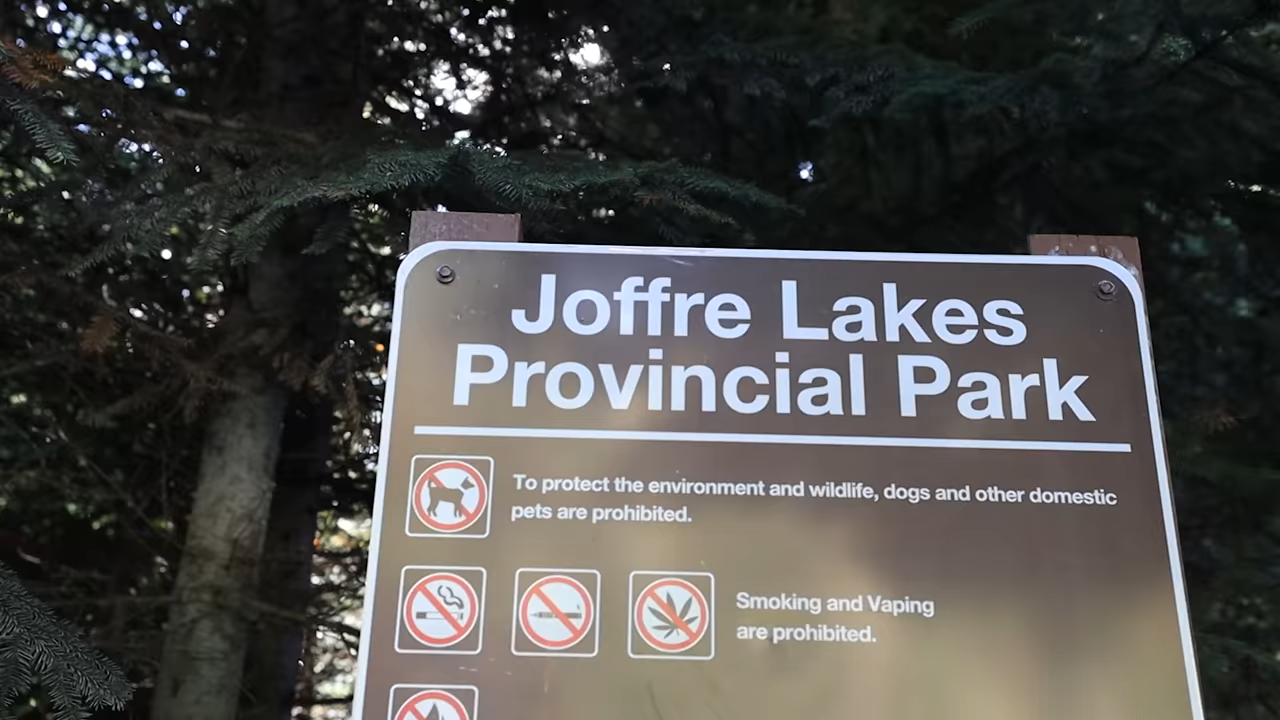 Joffre Lakes
Provincial Park
To protect the environment and wildlife, dogs and other domestic
pets are prohibited.
Smoking and Vaping
are prohibited.